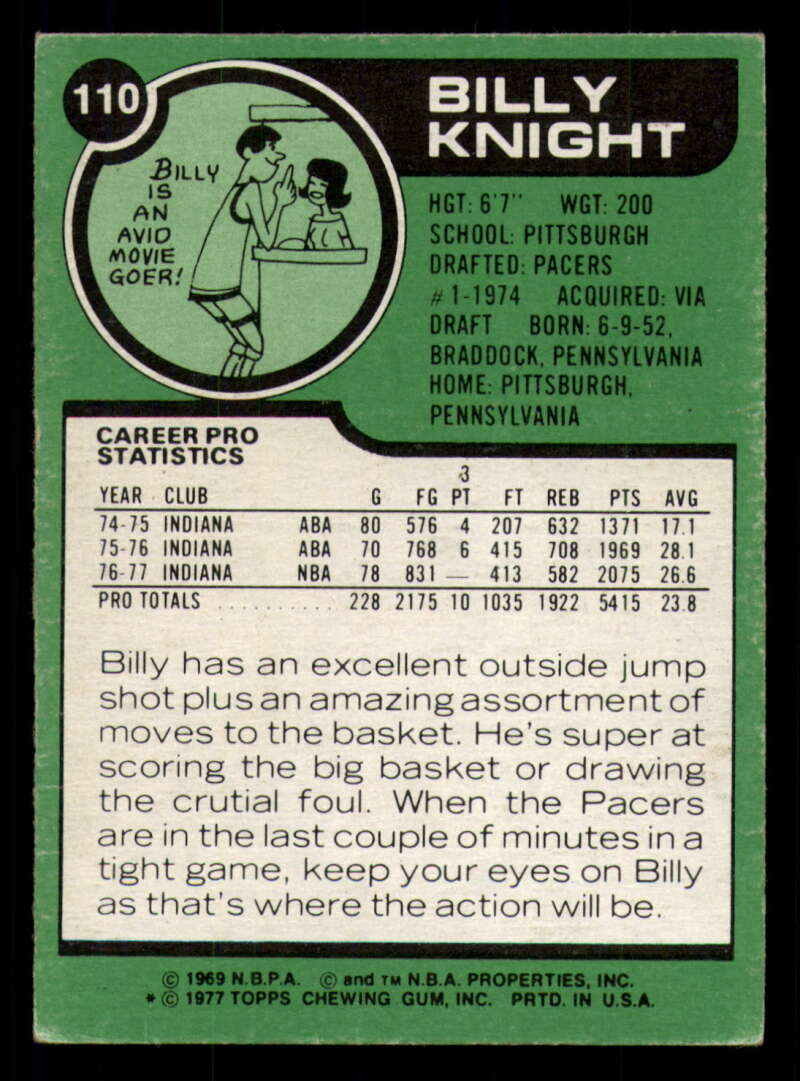 110
BILLY
KNIGHT
BILLY
IS
AN
AVID
MOVIE
GOER!
HGT: 6'7" WGT: 200
SCHOOL: PITTSBURGH
DRAFTED: PACERS
#1-1974 ACQUIRED: VIA
DRAFT BORN: 6-9-52,
BRADDOCK, PENNSYLVANIA
HOME: PITTSBURGH,
PENNSYLVANIA
CAREER PRO
STATISTICS
YEAR CLUB G FG 3 PT FT REB PTS AVG
74-75 INDIANA ABA 80 576 4 207 632 1371 17.1
75-76 INDIANA ABA 70 768 6 415 708 1969 28.1
76-77 INDIANA NBA 78 831 — 413 582 2075 26.6
PRO TOTALS .......... 228 2175 10 1035 1922 5415 23.8
Billy has an excellent outside jump
shot plus an amazing assortment of
moves to the basket. He's super at
scoring the big basket or drawing
the crutial foul. When the Pacers
are in the last couple of minutes in a
tight game, keep your eyes on Billy
as that's where the action will be.
© 1969 N.B.P.A. © and TM N.B.A. PROPERTIES, INC.
* © 1977 TOPPS CHEWING GUM, INC. PRTD. IN U.S.A.